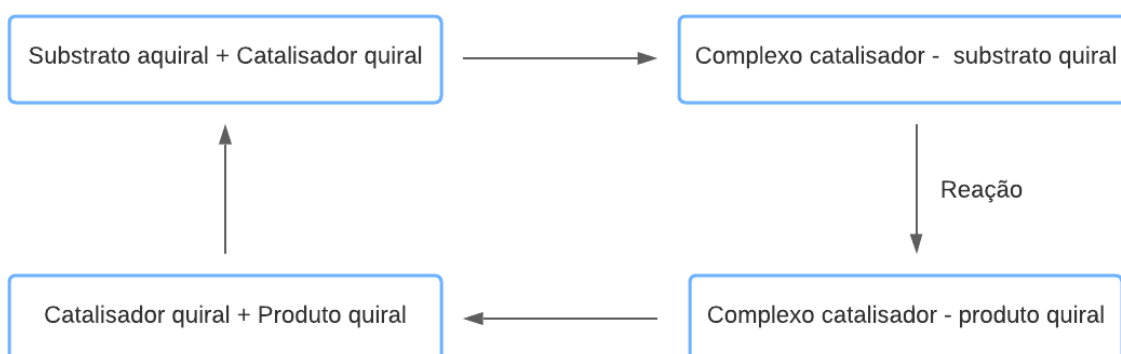 Substrato aquiral + Catalisador quiral
Complexo catalisador - substrato quiral
Reação
Catalisador quiral + Produto quiral
Complexo catalisador - produto quiral